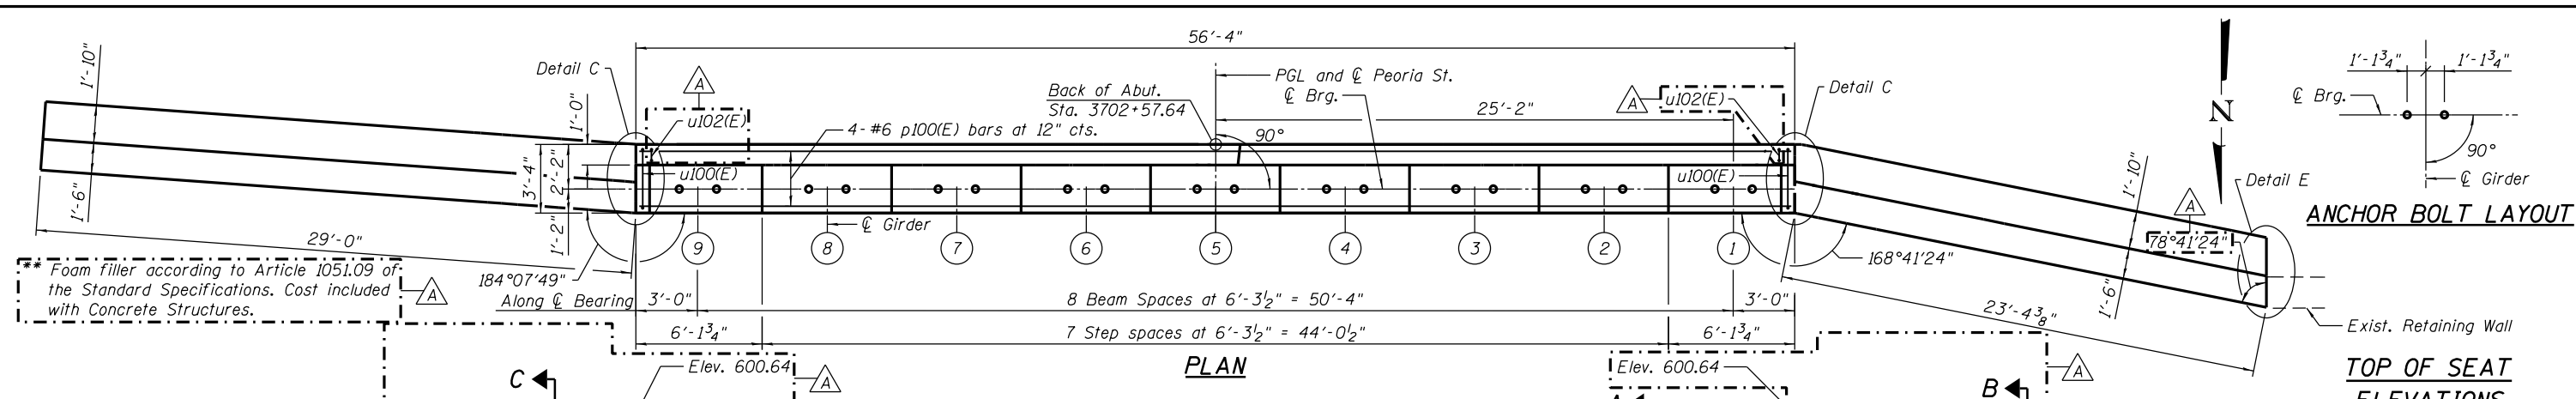 56'-4"
1'-10"
Detail C
A
1'-0"
u102(E)
4- #6 p100(E) bars at 12" cts.
Back of Abut.
Sta. 3702+57.64
PGL and ℄ Peoria St.
℄ Brg.
90°
25'-2"
A
u102(E)
Detail C
N
1'-1¾"
1'-1¾"
℄ Brg.
90°
℄ Girder
ANCHOR BOLT LAYOUT
3'-4"
2'-2"
1'-2"
1'-6"
u100(E)
u100(E)
1'-10"
1'-6"
A
Detail E
78°41'24"
29'-0"
℄ Girder
9
8
7
6
5
4
3
2
1
168°41'24"
184°07'49"
** Foam filler according to Article 1051.09 of
the Standard Specifications. Cost included
with Concrete Structures.
A
Along ℄ Bearing
3'-0"
8 Beam Spaces at 6'-3½" = 50'-4"
3'-0"
23'-4⅜"
Exist. Retaining Wall
6'-1¾"
7 Step spaces at 6'-3½" = 44'-0½"
6'-1¾"
PLAN
TOP OF SEAT
ELEVATIONS
C
Elev. 600.64
A
Elev. 600.64
B
A